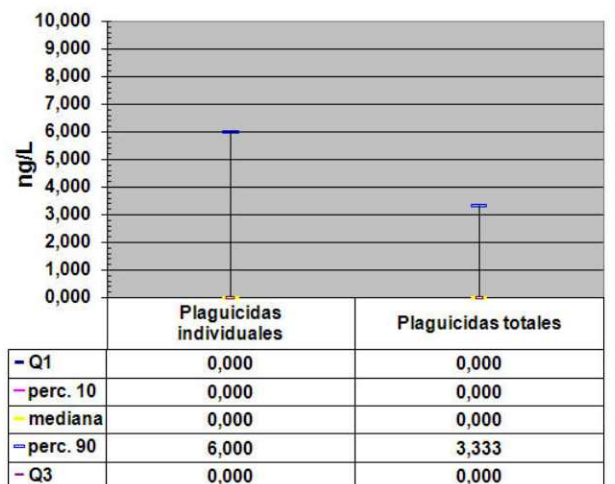 10,000
9,000
8,000
7,000
6,000
5,000
4,000
3,000
2,000
1,000
0,000
ng/L
Plaguicidas individuales Plaguicidas totales
Q1 0,000 0,000
perc. 10 0,000 0,000
mediana 0,000 0,000
perc. 90 6,000 3,333
Q3 0,000 0,000